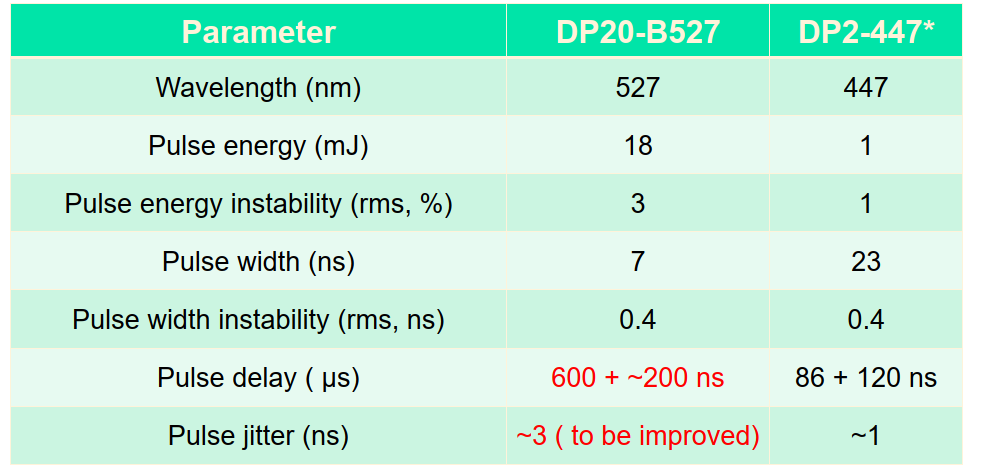 Parameter DP20-B527 DP2-447*
Wavelength (nm) 527 447
Pulse energy (mJ) 18 1
Pulse energy instability (rms, %) 3 1
Pulse width (ns) 7 23
Pulse width instability (rms, ns) 0.4 0.4
Pulse delay ( µs) 600 + ~200 ns 86 + 120 ns
Pulse jitter (ns) ~3 ( to be improved) ~1